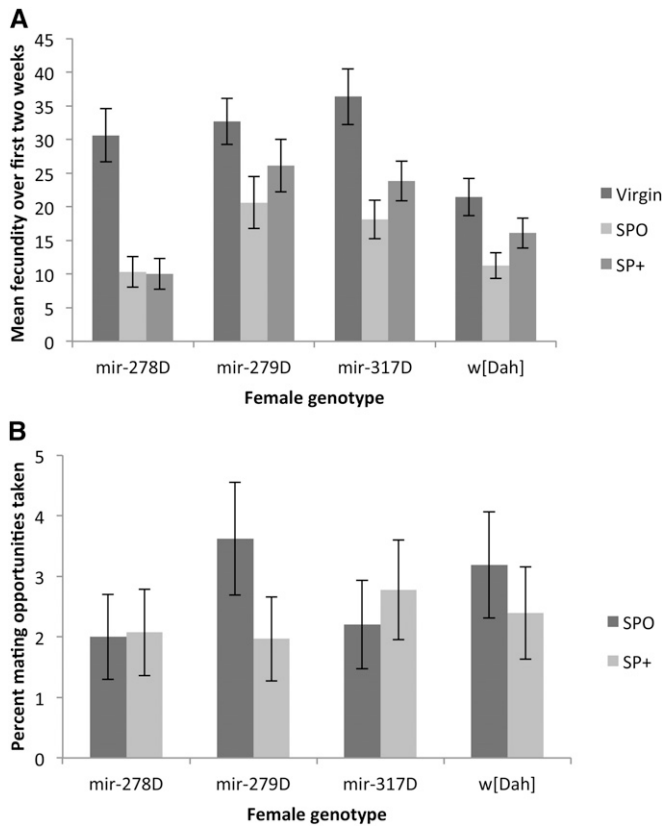 A
Mean fecundity over first two weeks
45
40
35
30
25
20
15
10
5
0
mir-278D mir-279D mir-317D w[Dah]
Female genotype
Virgin
SPO
SP+
B
Percent mating opportunities taken
5
4
3
2
1
0
mir-278D mir-279D mir-317D w[Dah]
Female genotype
SPO
SP+